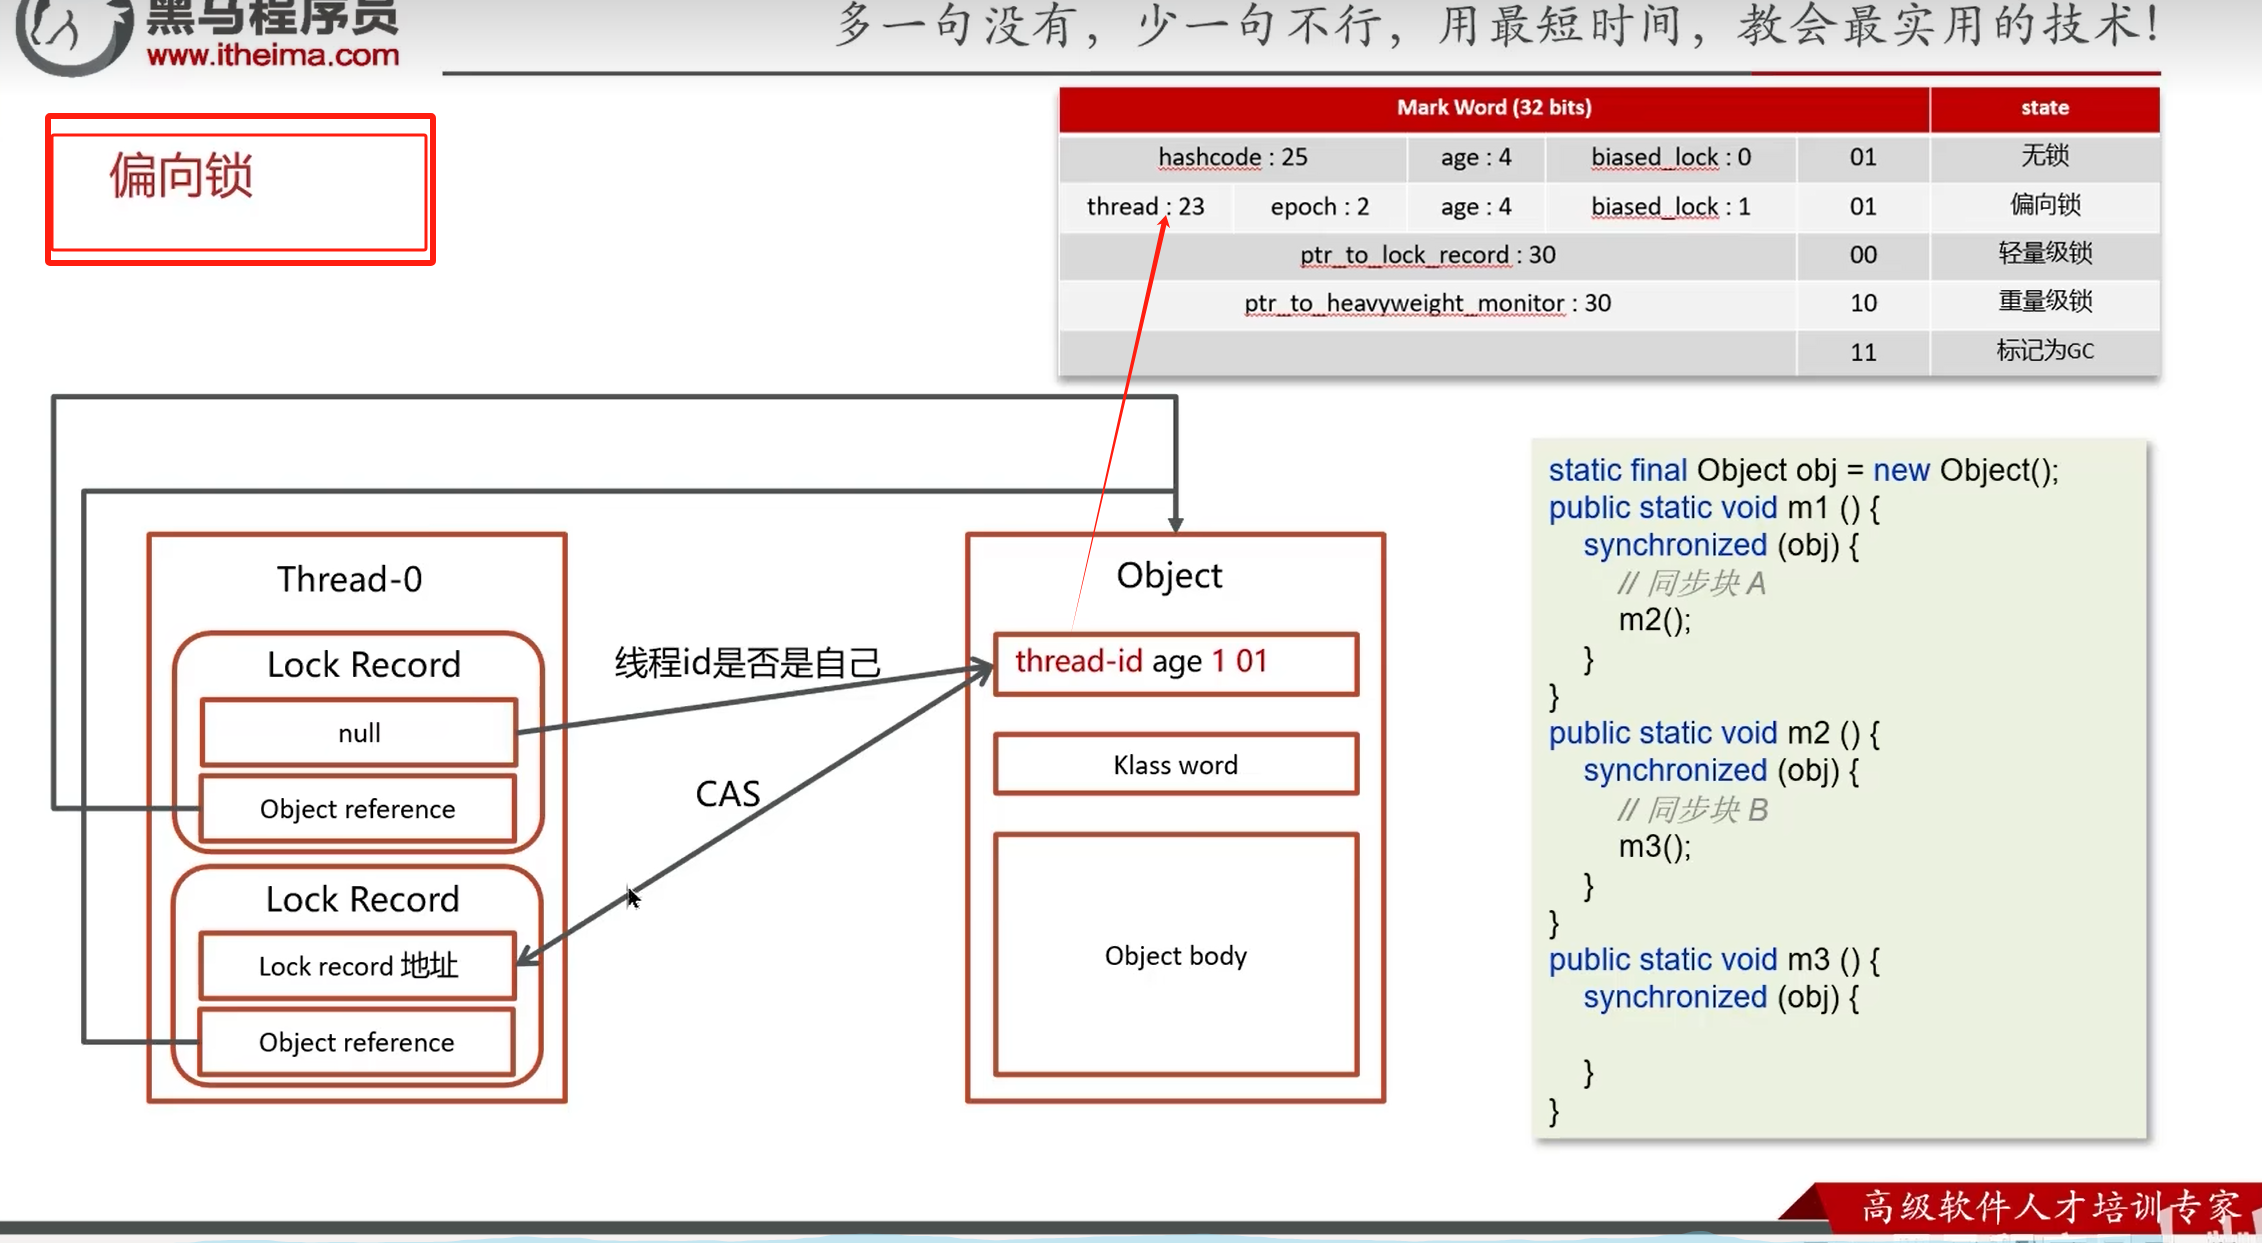 黑马程序员
www.itheima.com
多一句没有，少一句不行，用最短时间，教会最实用的技术！
偏向锁
Mark Word (32 bits) state
hashcode : 25 age : 4 biased_lock : 0 01 无锁
thread : 23 epoch : 2 age : 4 biased_lock : 1 01 偏向锁
ptr_to_lock_record : 30 00 轻量级锁
ptr_to_heavyweight_monitor : 30 10 重量级锁
11 标记为GC
Thread-0
Lock Record
null
Object reference
Lock Record
Lock record 地址
Object reference
线程id是否是自己
CAS
Object
thread-id age 1 01
Klass word
Object body
static final Object obj = new Object();
public static void m1 () {
synchronized (obj) {
// 同步块 A
m2();
}
}
public static void m2 () {
synchronized (obj) {
// 同步块 B
m3();
}
}
public static void m3 () {
synchronized (obj) {
}
}
高级软件人才培训专家